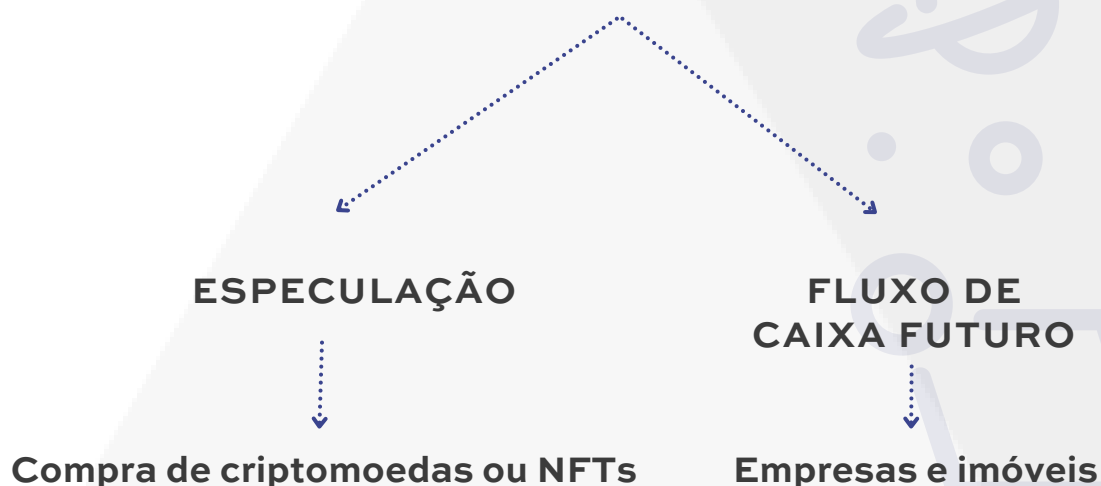 ESPECULAÇÃO
FLUXO DE
CAIXA FUTURO
Compra de criptomoedas ou NFTs
Empresas e imóveis